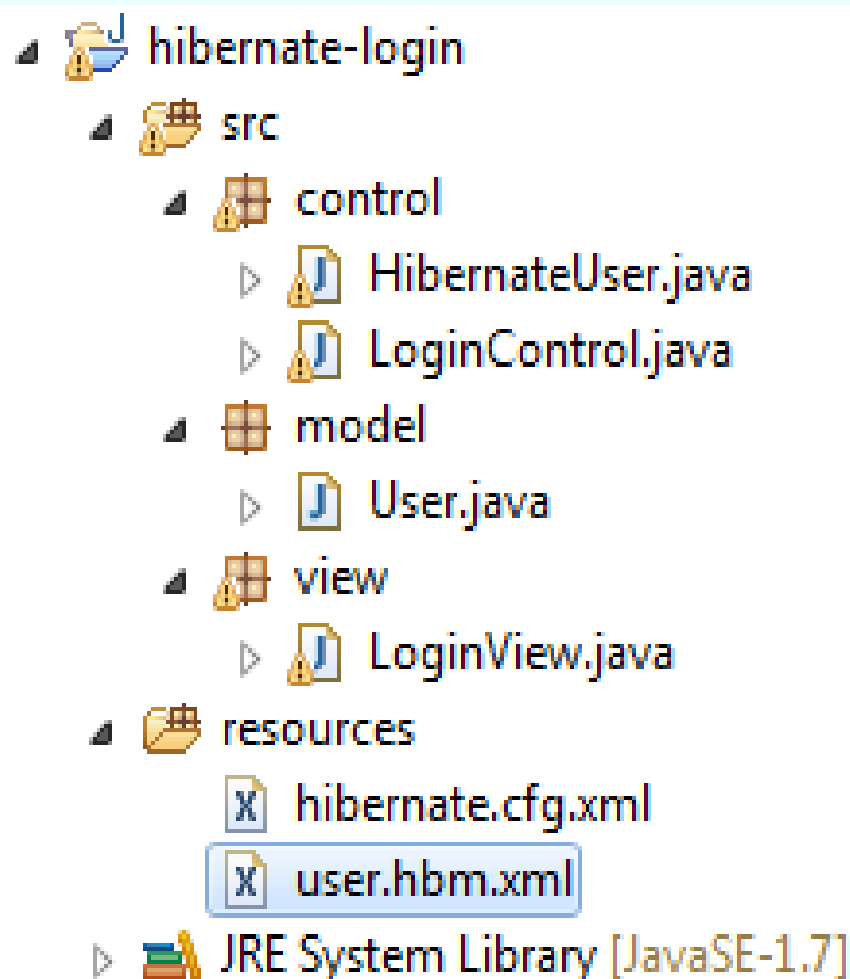 hibernate-login
src
control
HibernateUser.java
LoginControl.java
model
User.java
view
LoginView.java
resources
hibernate.cfg.xml
user.hbm.xml
JRE System Library [JavaSE-1.7]